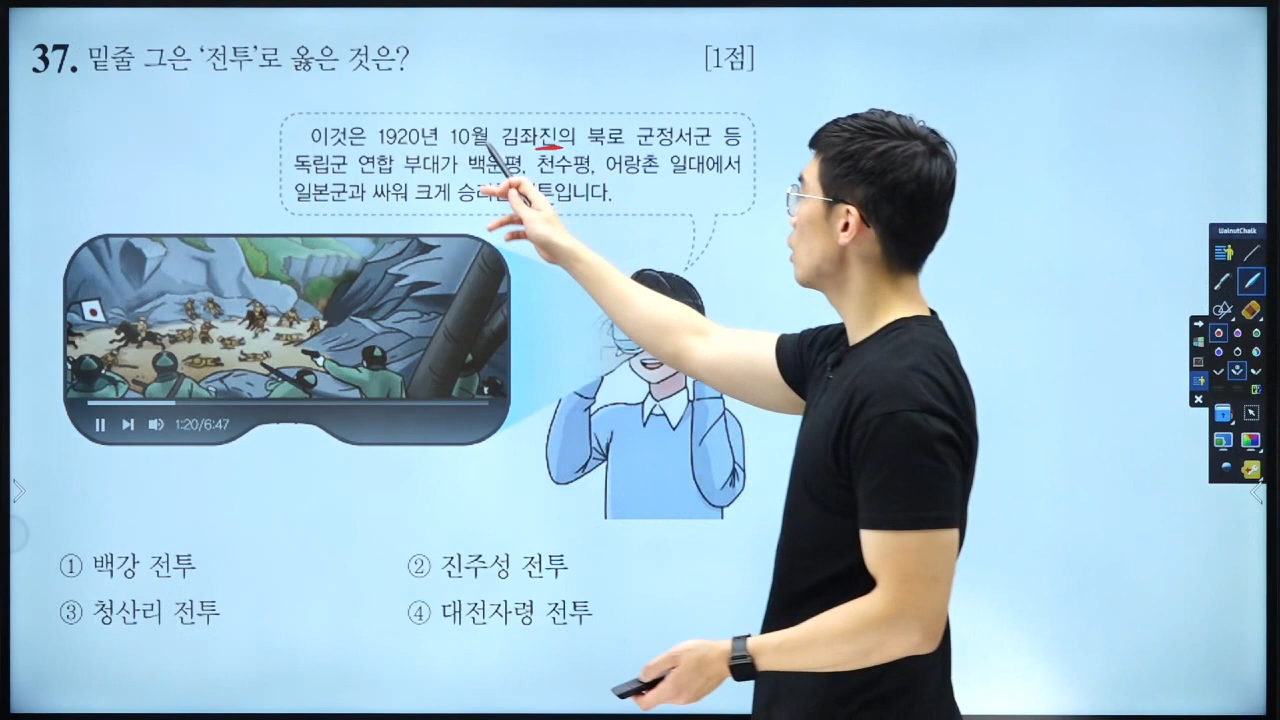 37. 밑줄 그은 ‘전투’로 옳은 것은? [1점]
이것은 1920년 10월 김좌진의 북로 군정서군 등
독립군 연합 부대가 백운평, 천수평, 어랑촌 일대에서
일본군과 싸워 크게 입니다.
1:20/6:47
① 백강 전투 ② 진주성 전투
③ 청산리 전투 ④ 대전자령 전투
WalnutChalk